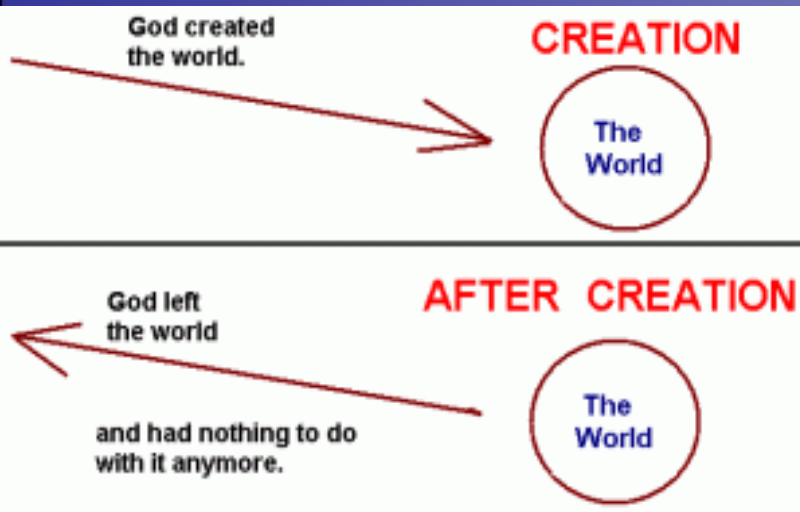 God created
the world.
CREATION
The
World
God left
the world
AFTER CREATION
and had nothing to do
with it anymore.
The
World